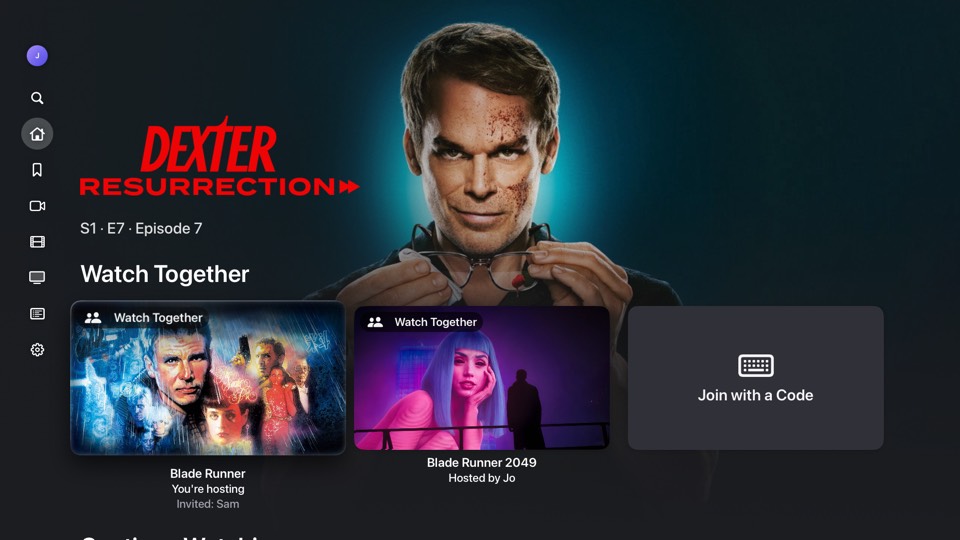 J
DEXTER
RESURRECTION
S1 · E7 · Episode 7
Watch Together
Watch Together
Watch Together
Join with a Code
Blade Runner
You're hosting
Invited: Sam
Blade Runner 2049
Hosted by Jo